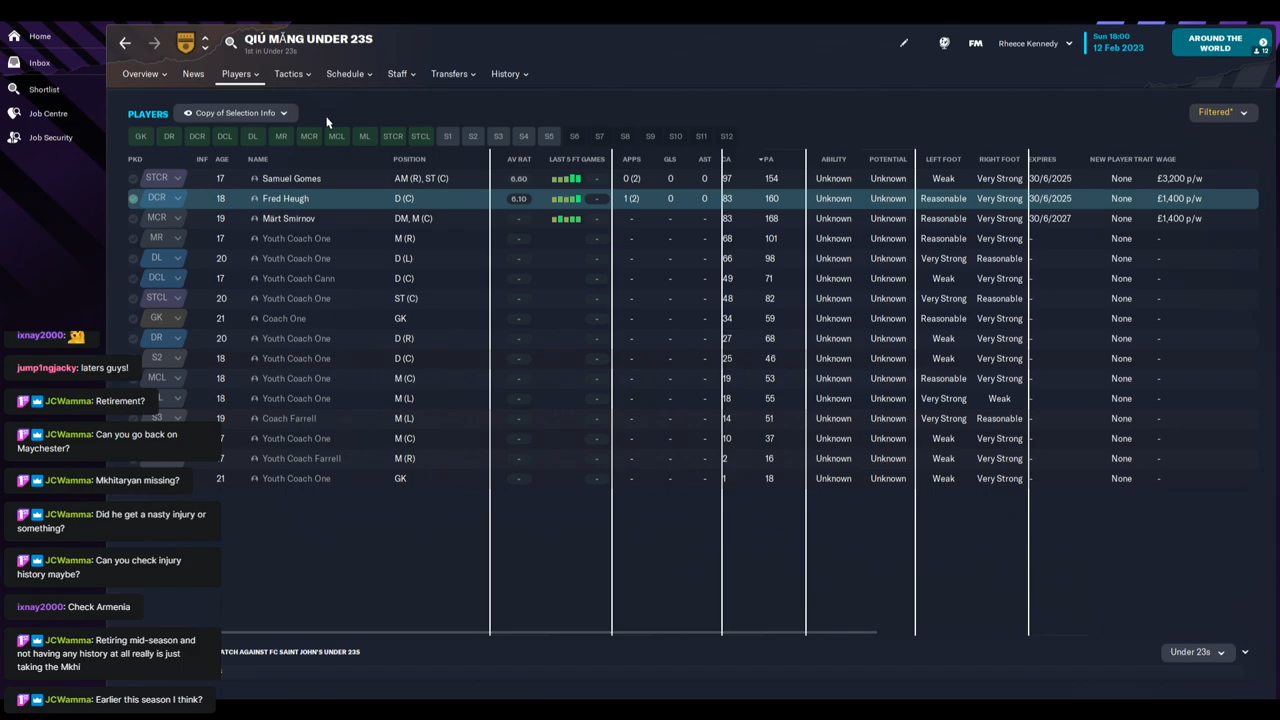 Home
Inbox
Shortlist
Job Centre
Job Security
QIÚ MǍNG UNDER 23S
1st in Under 23s
FM
Rheece Kennedy
Sun 18:00
12 Feb 2023
AROUND THE WORLD
12
Overview
News
Players
Tactics
Schedule
Staff
Transfers
History
PLAYERS
Copy of Selection Info
Filtered*
GK DR DCR DCL DL MR MCR MCL ML STCR STCL S1 S2 S3 S4 S5 S6 S7 S8 S9 S10 S11 S12
PKD INF AGE NAME POSITION AV RAT LAST 5 FT GAMES APPS GLS AST CA PA ABILITY POTENTIAL LEFT FOOT RIGHT FOOT EXPIRES NEW PLAYER TRAIT WAGE
STCR 17 Samuel Gomes AM (R), ST (C) 6.60 - 0 (2) 0 0 97 154 Unknown Unknown Weak Very Strong 30/6/2025 None £3,200 p/w
DCR 18 Fred Heugh D (C) 6.10 - 1 (2) 0 0 83 160 Unknown Unknown Reasonable Very Strong 30/6/2025 None £1,400 p/w
MCR 19 Märt Smirnov DM, M (C) - - - - - 83 168 Unknown Unknown Reasonable Very Strong 30/6/2027 None £1,400 p/w
MR 17 Youth Coach One M (R) - - - - - 68 101 Unknown Unknown Reasonable Very Strong - None -
DL 20 Youth Coach One D (L) - - - - - 66 98 Unknown Unknown Very Strong Reasonable - None -
DCL 17 Youth Coach Cann D (C) - - - - - 49 71 Unknown Unknown Weak Very Strong - None -
STCL 20 Youth Coach One ST (C) - - - - - 48 82 Unknown Unknown Very Strong Reasonable - None -
GK 21 Coach One GK - - - - - 34 59 Unknown Unknown Reasonable Very Strong - None -
DR 20 Youth Coach One D (R) - - - - - 27 68 Unknown Unknown Weak Very Strong - None -
S2 18 Youth Coach One D (C) - - - - - 25 46 Unknown Unknown Weak Very Strong - None -
MCL 18 Youth Coach One M (C) - - - - - 19 53 Unknown Unknown Reasonable Very Strong - None -
L 18 Youth Coach One M (L) - - - - - 18 55 Unknown Unknown Very Strong Weak - None -
S3 19 Coach Farrell M (L) - - - - - 14 51 Unknown Unknown Very Strong Reasonable - None -
7 Youth Coach One M (C) - - - - - 10 37 Unknown Unknown Weak Very Strong - None -
7 Youth Coach Farrell M (R) - - - - - 2 16 Unknown Unknown Weak Very Strong - None -
21 Youth Coach One GK - - - - - 1 18 Unknown Unknown Weak Very Strong - None -
ATCH AGAINST FC SAINT JOHN'S UNDER 23S
Under 23s
ixnay2000:
jump1ngjacky: laters guys!
JCWamma: Retirement?
JCWamma: Can you go back on
Maychester?
JCWamma: Mkhitaryan missing?
JCWamma: Did he get a nasty injury or
something?
JCWamma: Can you check injury
history maybe?
ixnay2000: Check Armenia
JCWamma: Retiring mid-season and
not having any history at all really is just
taking the Mkhi
JCWamma: Earlier this season I think?